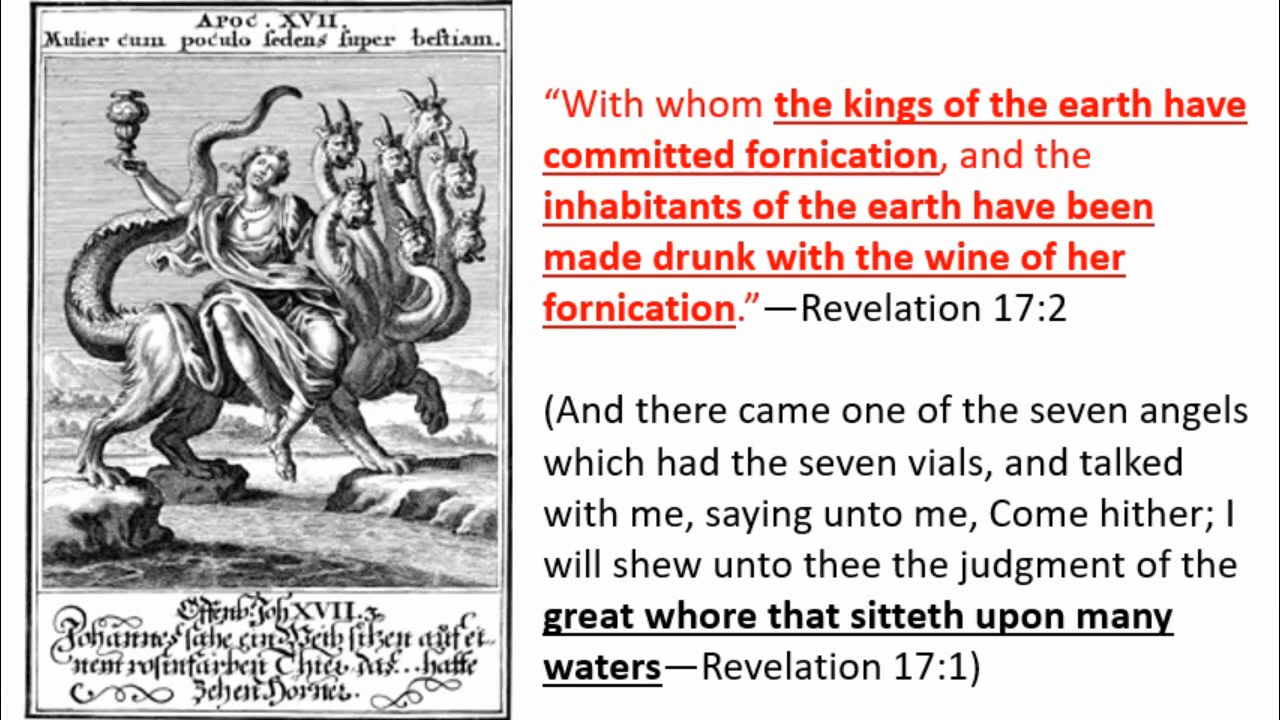 Apoc. XVII.
Mulier cum poculo sedens super bestiam.
Offenb. Joh XVII. 3
Johannes sahe ein Weib sitzen auf ei-
nem rosinfarben Thier das.. hatte
zehen Hörner.
“With whom the kings of the earth have
committed fornication, and the
inhabitants of the earth have been
made drunk with the wine of her
fornication.”—Revelation 17:2
(And there came one of the seven angels
which had the seven vials, and talked
with me, saying unto me, Come hither; I
will shew unto thee the judgment of the
great whore that sitteth upon many
waters—Revelation 17:1)